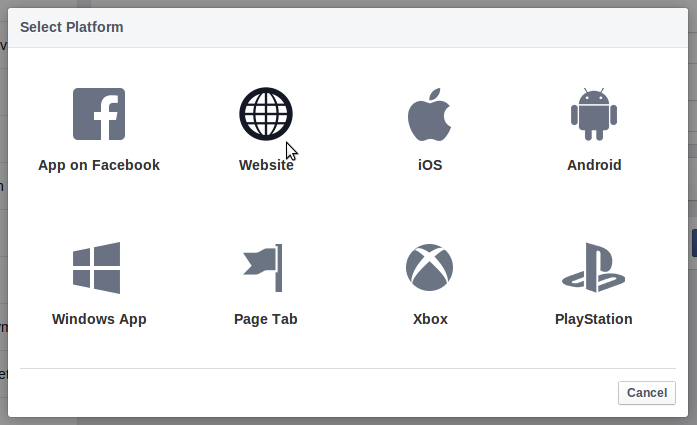 Select Platform
App on Facebook
Website
iOS
Android
Windows App
Page Tab
Xbox
PlayStation
Cancel